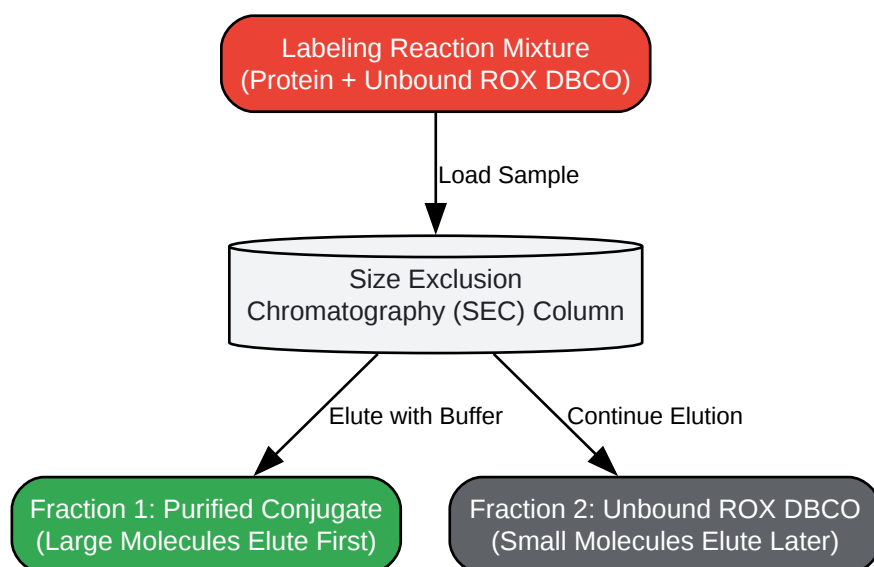 Labeling Reaction Mixture
(Protein + Unbound ROX DBCO)
Load Sample
Size Exclusion
Chromatography (SEC) Column
Elute with Buffer
Continue Elution
Fraction 1: Purified Conjugate
(Large Molecules Elute First)
Fraction 2: Unbound ROX DBCO
(Small Molecules Elute Later)